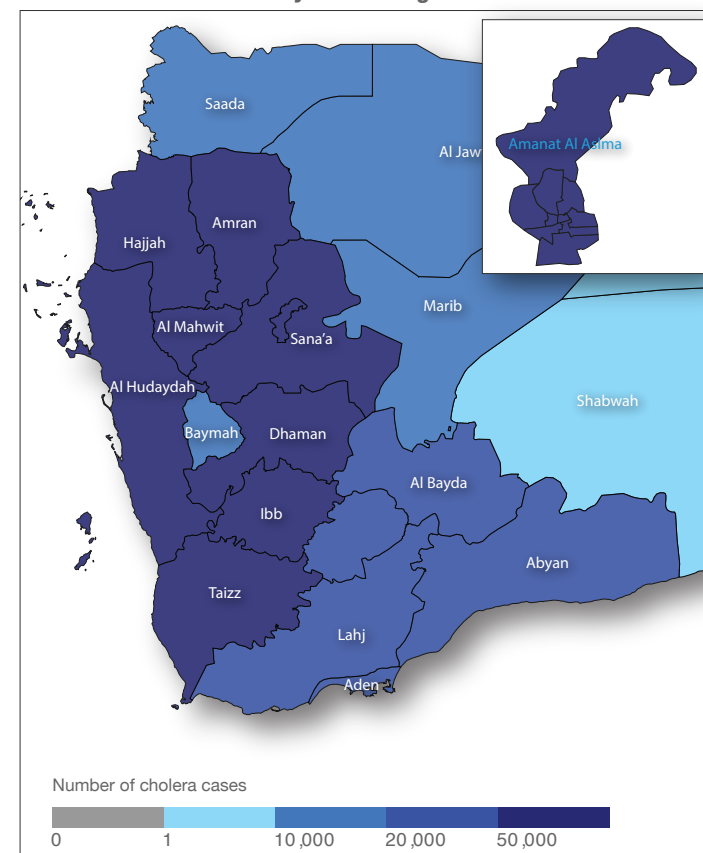 Saada
Al Jaw
Amanat Al Asima
Amran
Hajjah
Marib
Al Mahwit
Sana'a
Al Hudaydah
Shabwah
Baymah
Dhaman
Al Bayda
Ibb
Abyan
Taizz
Lahj
Aden
Number of cholera cases
0 1 10,000 20,000 50,000